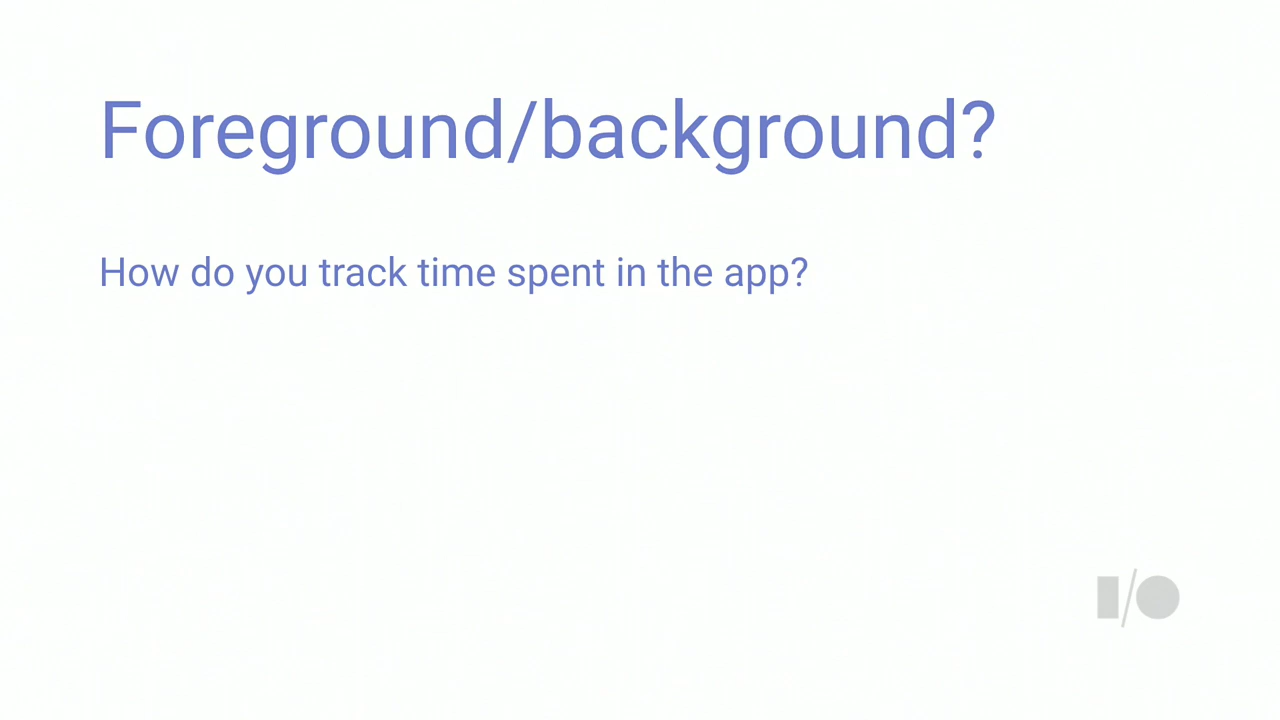 Foreground/background?
How do you track time spent in the app?
I/O